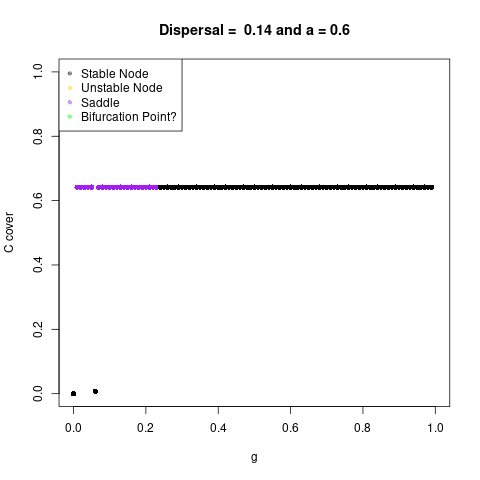 Dispersal =  0.14 and a = 0.6
Stable Node
Unstable Node
Saddle
Bifurcation Point?
1.0
0.8
0.6
0.4
0.2
0.0
C cover
0.0 0.2 0.4 0.6 0.8 1.0
g